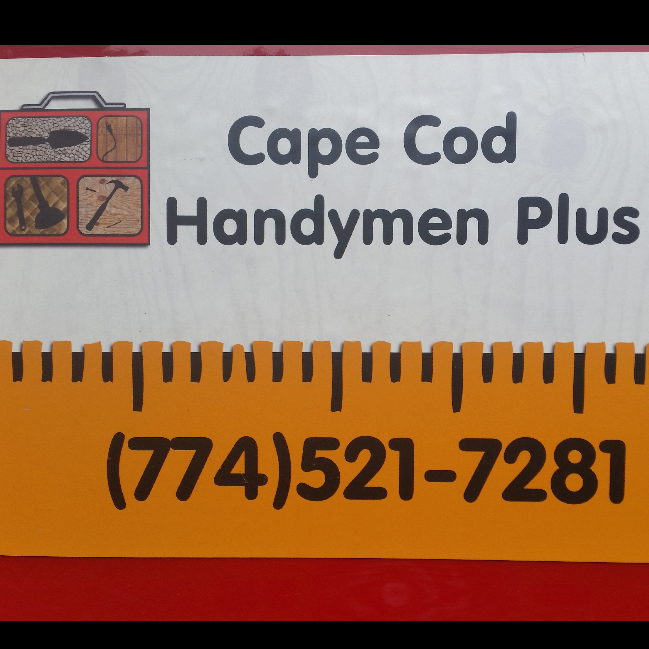 Cape Cod
Handymen Plus
(774)521-7281